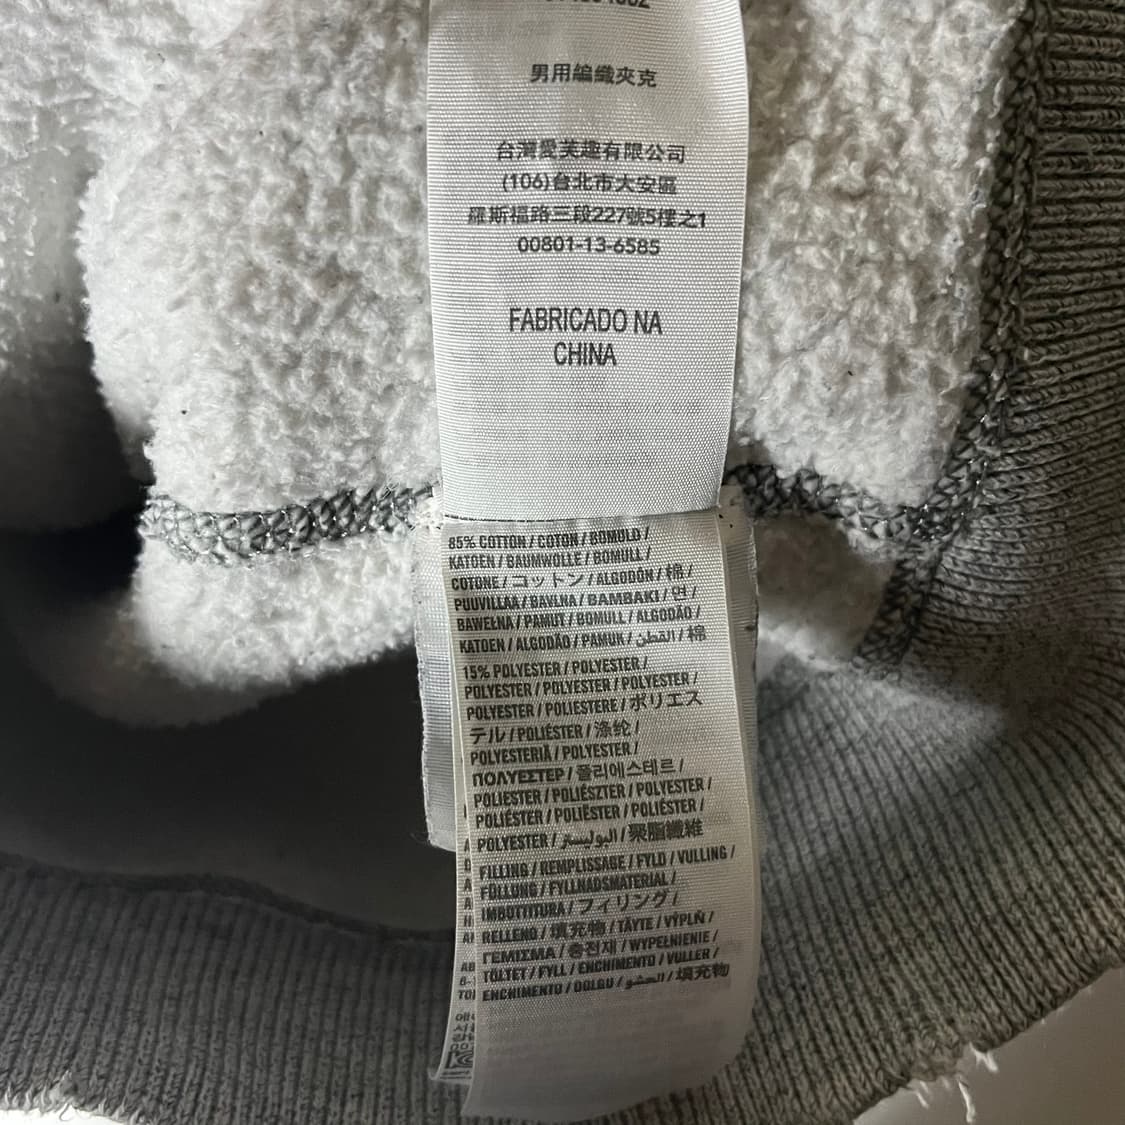 男用編織夾克
台灣愛芙趣有限公司
(106)台北市大安區
羅斯福路三段227號5樓之1
00801-13-6585
FABRICADO NA
CHINA
85% COTTON / COTON / BOMULD /
KATOEN / BAUMWOLLE / BOMULL /
COTONE / コットン / ALGODÓN / 棉 /
PUUVILLAA / BAVLNA / BAMBAKI / 면 /
BAWEŁNA / PAMUT / BOMULL / ALGODÃO /
KATOEN / ALGODÃO / PAMUK / القطن / 棉
15% POLYESTER / POLYESTER /
POLYESTER / POLYESTER / POLYESTER /
POLYESTER / POLIESTERE / ポリエス
テル / POLIÉSTER / 涤纶 /
POLYESTERIÄ / POLYESTER /
ΠΟΛΥΕΣΤΕΡ / 폴리에스테르 /
POLIESTER / POLIÉSZTER / POLYESTER /
POLIÉSTER / POLIËSTER / POLIÉSTER /
POLYESTER / البوليستر / 聚脂纖維
FILLING / REMPLISSAGE / FYLD / VULLING /
FÜLLUNG / FYLLNADSMATERIAL /
IMBOTTITURA / フィリング /
RELLENO / 填充物 / TÄYTE / VÝPLŇ /
ΓΕΜΙΣΜΑ / 충전재 / WYPEŁNIENIE /
TÖLTET / FYLL / ENCHIMENTO / VULLER /
ENCHIMENTO / DOLGU / الحشو / 填充物